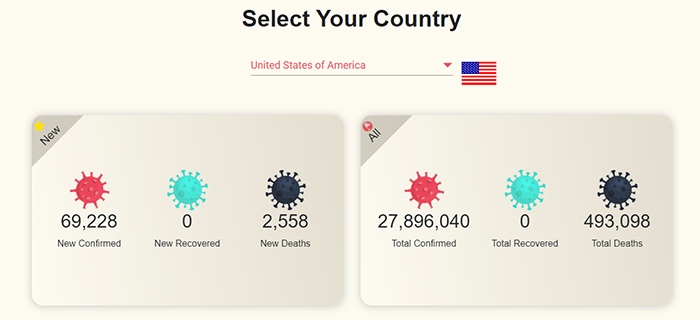 Select Your Country
United States of America
New
69,228
New Confirmed
0
New Recovered
2,558
New Deaths
All
27,896,040
Total Confirmed
0
Total Recovered
493,098
Total Deaths